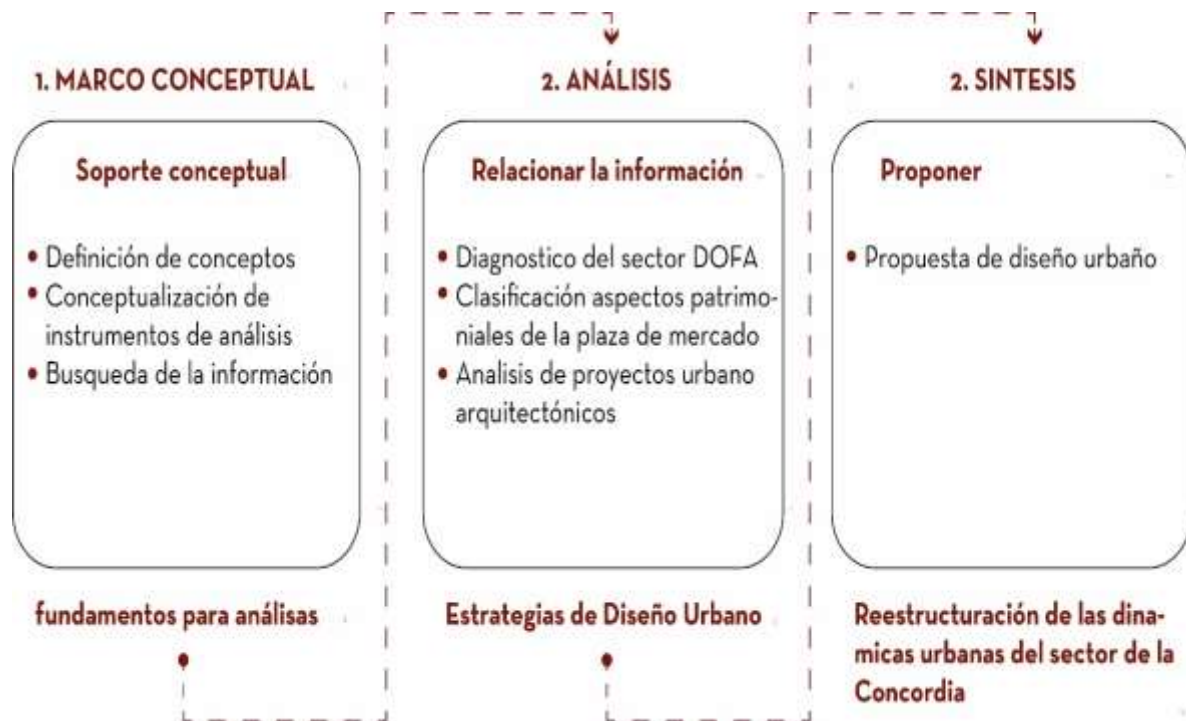 1. MARCO CONCEPTUAL
Soporte conceptual
• Definición de conceptos
• Conceptualización de
instrumentos de análisis
• Busqueda de la información
fundamentos para análisas
2. ANÁLISIS
Relacionar la información
• Diagnostico del sector DOFA
• Clasificación aspectos patrimo-
niales de la plaza de mercado
• Analisis de proyectos urbano
arquitectónicos
Estrategias de Diseño Urbano
2. SINTESIS
Proponer
• Propuesta de diseño urbaño
Reestructuración de las dina-
micas urbanas del sector de la
Concordia